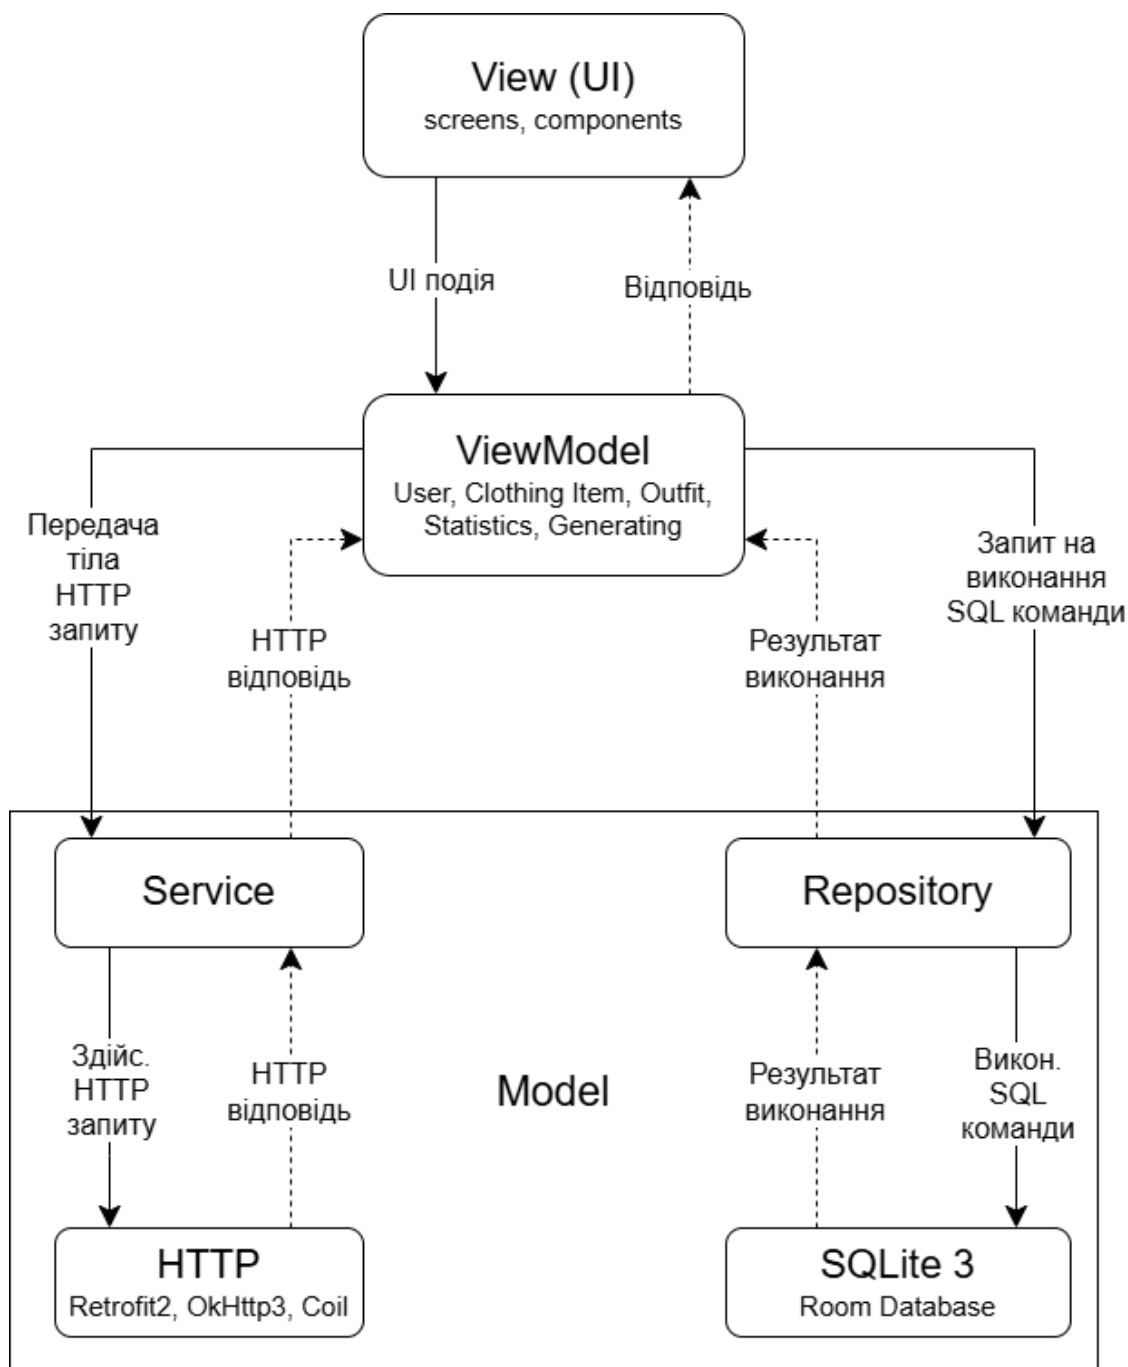 View (UI)
screens, components
UI подія
Відповідь
ViewModel
User, Clothing Item, Outfit,
Statistics, Generating
Передача
тіла
HTTP
запиту
HTTP
відповідь
Результат
виконання
Запит на
виконання
SQL команди
Service
Repository
Здійс.
HTTP
запиту
HTTP
відповідь
Model
Результат
виконання
Викон.
SQL
команди
HTTP
Retrofit2, OkHttp3, Coil
SQLite 3
Room Database